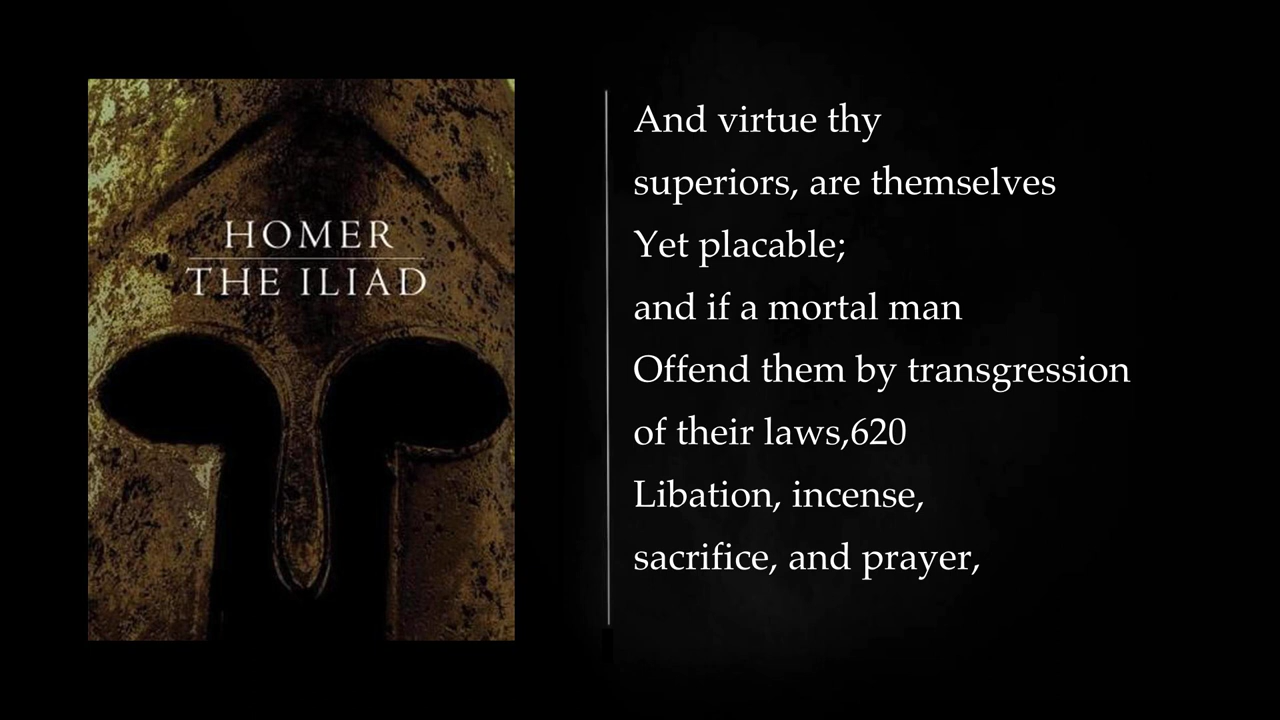 HOMER
THE ILIAD
And virtue thy
superiors, are themselves
Yet placable;
and if a mortal man
Offend them by transgression
of their laws,620
Libation, incense,
sacrifice, and prayer,